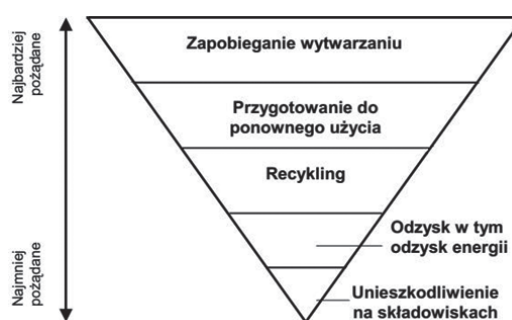 Najbardziej
pożądane
Zapobieganie wytwarzaniu
Przygotowanie do
ponownego użycia
Recykling
Odzysk w tym
odzysk energii
Najmniej
pożądane
Unieszkodliwienie
na składowiskach